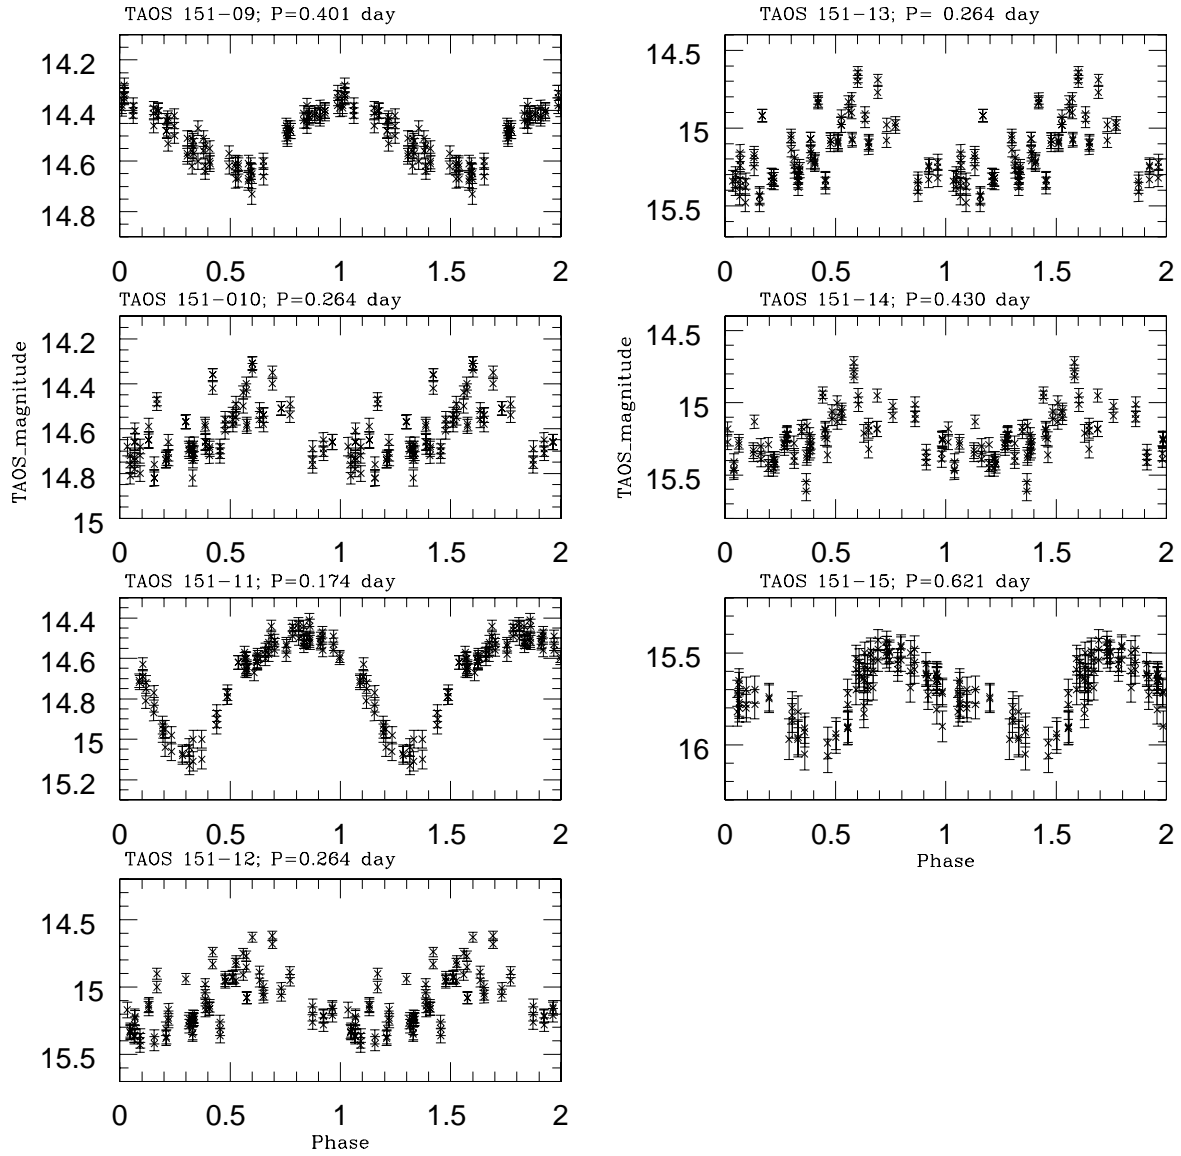 TAOS 151-09; P=0.401 day
14.2
14.4
14.6
14.8
0 0.5 1 1.5 2
TAOS 151-010; P=0.264 day
14.2
14.4
14.6
14.8
15
0 0.5 1 1.5 2
TAOS_magnitude
TAOS 151-11; P=0.174 day
14.4
14.6
14.8
15
15.2
0 0.5 1 1.5 2
TAOS 151-12; P=0.264 day
14.5
15
15.5
0 0.5 1 1.5 2
Phase
TAOS 151-13; P= 0.264 day
14.5
15
15.5
0 0.5 1 1.5 2
TAOS 151-14; P=0.430 day
14.5
15
15.5
0 0.5 1 1.5 2
TAOS_magnitude
TAOS 151-15; P=0.621 day
15.5
16
0 0.5 1 1.5 2
Phase